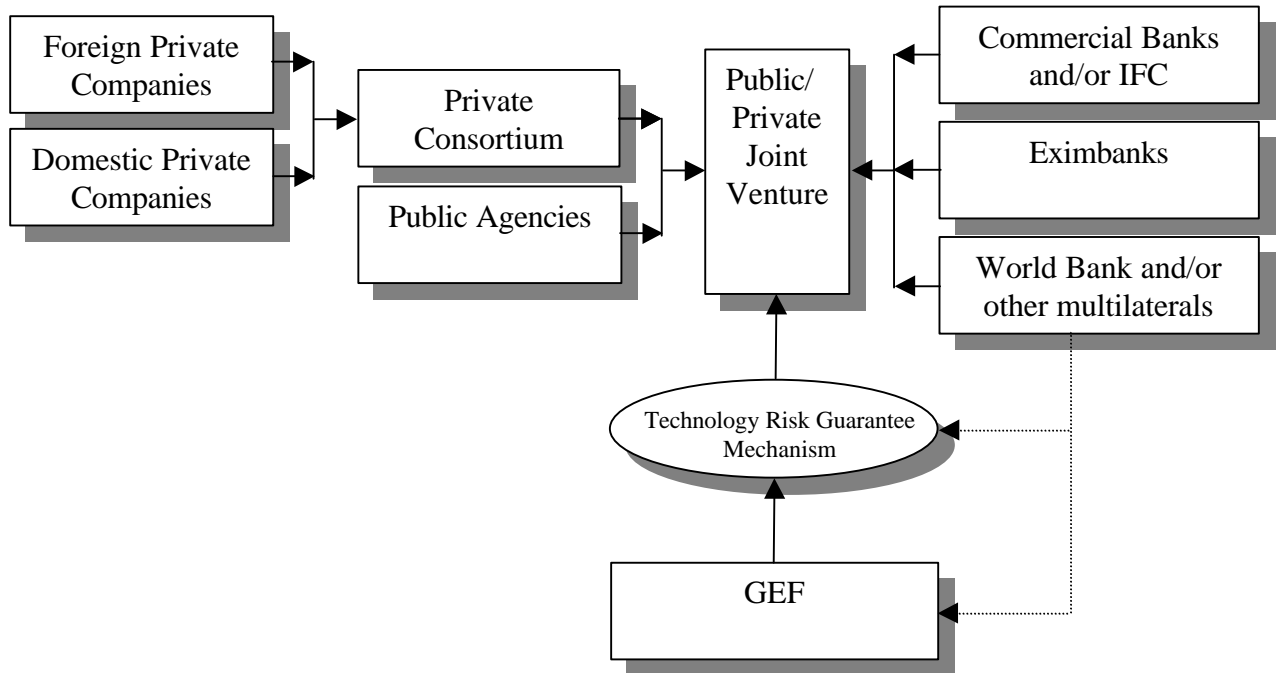 Foreign Private
Companies
Domestic Private
Companies
Private
Consortium
Public Agencies
Public/
Private
Joint
Venture
Commercial Banks
and/or IFC
Eximbanks
World Bank and/or
other multilaterals
Technology Risk Guarantee
Mechanism
GEF